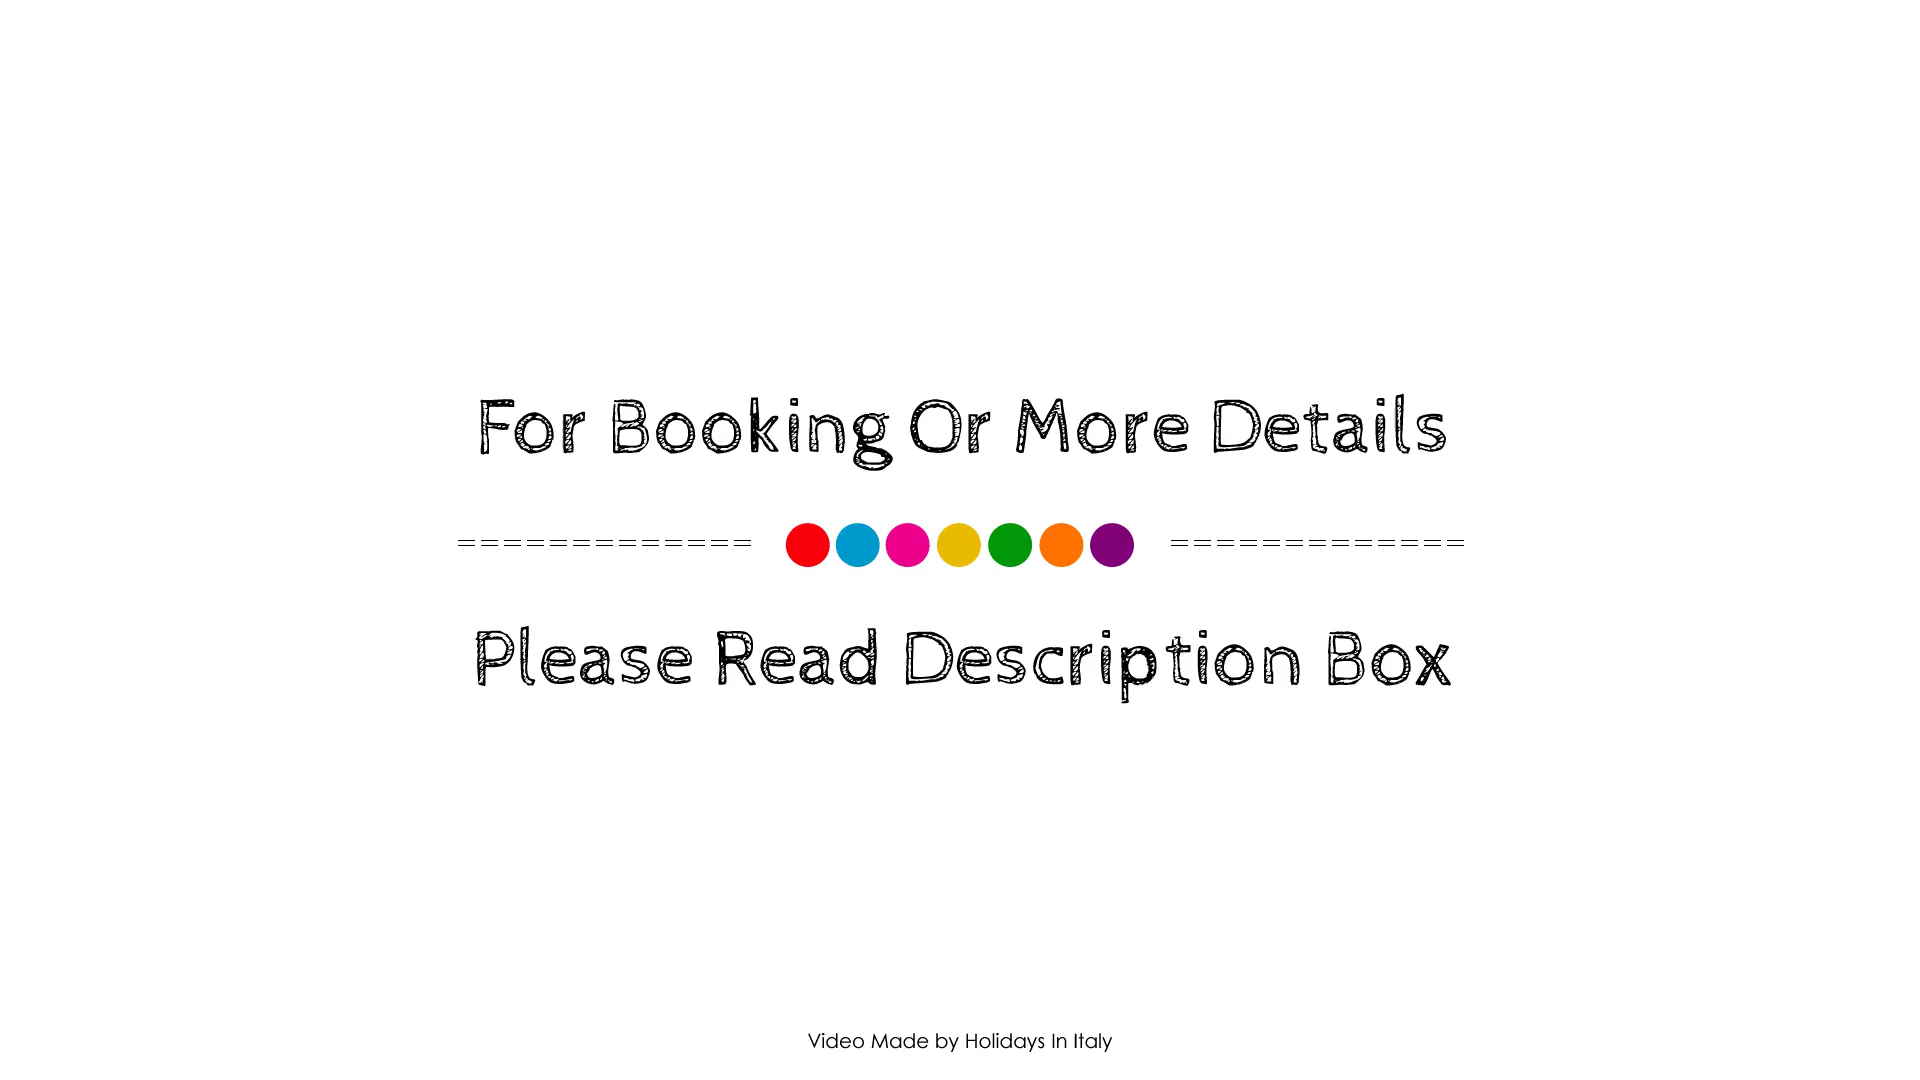 For Booking Or More Details
============= =============
Please Read Description Box
Video Made by Holidays In Italy